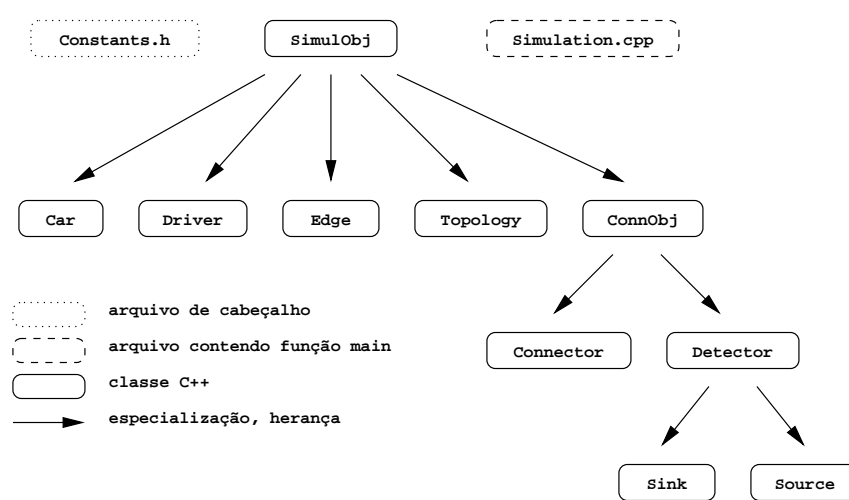 Constants.h
SimulObj
Simulation.cpp
Car
Driver
Edge
Topology
ConnObj
arquivo de cabeçalho
arquivo contendo função main
classe C++
especialização, herança
Connector
Detector
Sink
Source